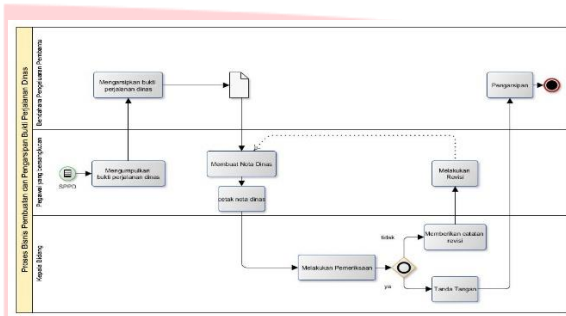 Proses Bisnis Pembuatan dan Pengarsipan Bukti Perjalanan Dinas
Bendahara Pengeluaran Pembantu
Mengarsipkan bukti
perjalanan dinas
Pengarsipan
Pegawai yang bersangkutan
SPPD
Mengumpulkan
bukti perjalanan dinas
Membuat Nota Dinas
cetak nota dinas
Melakukan
Revisi
Kepala Bidang
Melakukan Pemeriksaan
tidak
ya
Memberikan catatan
revisi
Tanda Tangan